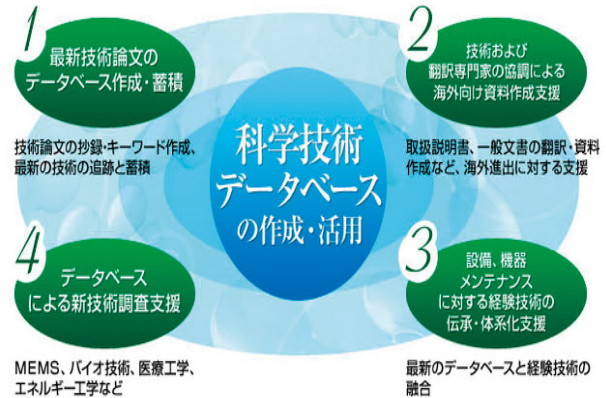 1
最新技術論文の
データベース作成・蓄積
技術論文の抄録・キーワード作成、
最新の技術の追跡と蓄積
2
技術および
翻訳専門家の協調による
海外向け資料作成支援
取扱説明書、一般文書の翻訳・資料
作成など、海外進出に対する支援
科学技術
データベース
の作成・活用
3
設備、機器
メンテナンス
に対する経験技術の
伝承・体系化支援
最新のデータベースと経験技術の
融合
4
データベース
による新技術調査支援
MEMS、バイオ技術、医療工学、
エネルギー工学など